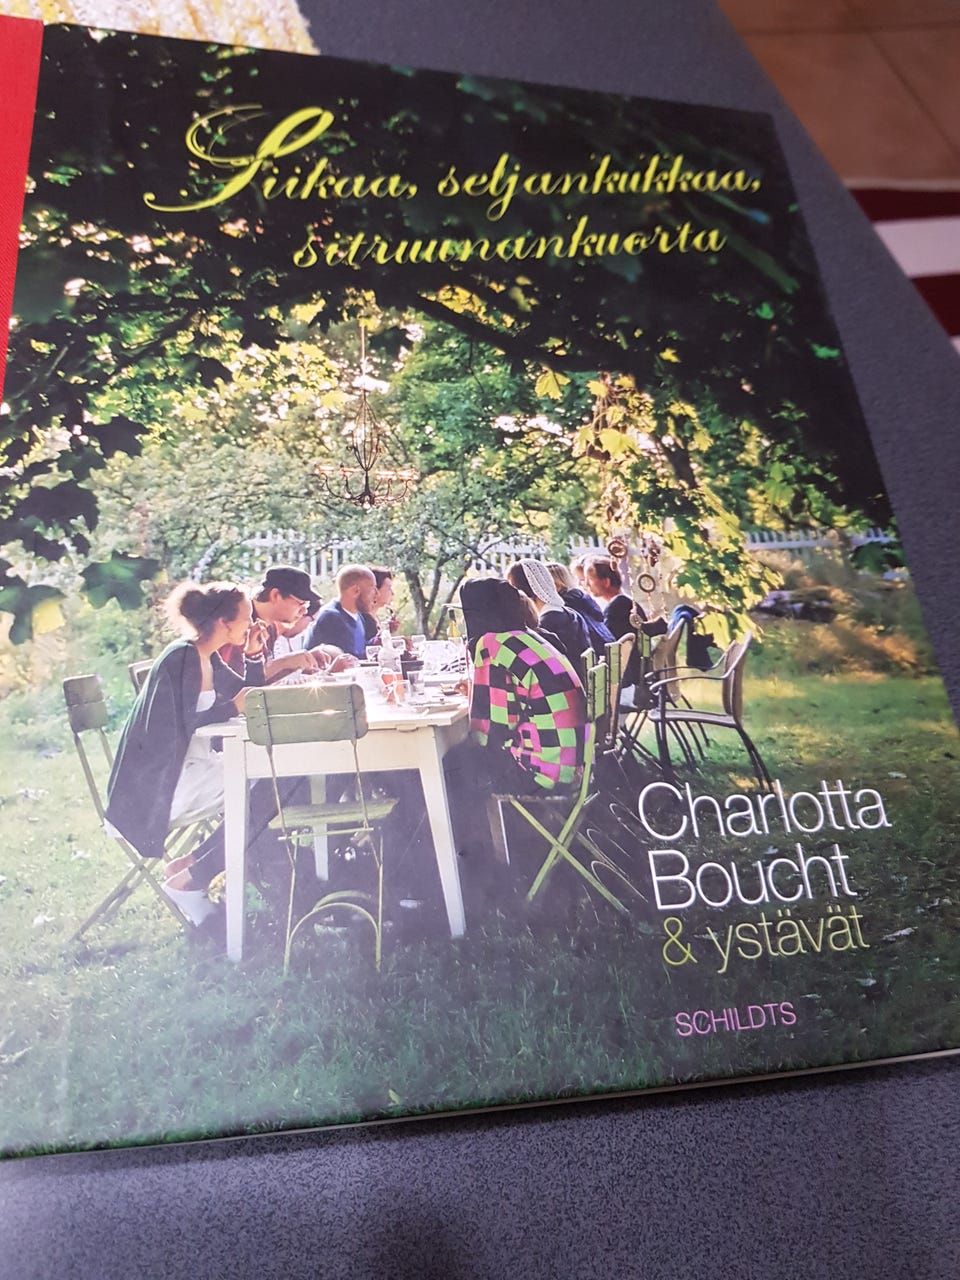 Siikaa, seljankukkaa,
sitruunankuorta
Charlotta
Boucht
& ystävät
SCHILDTS